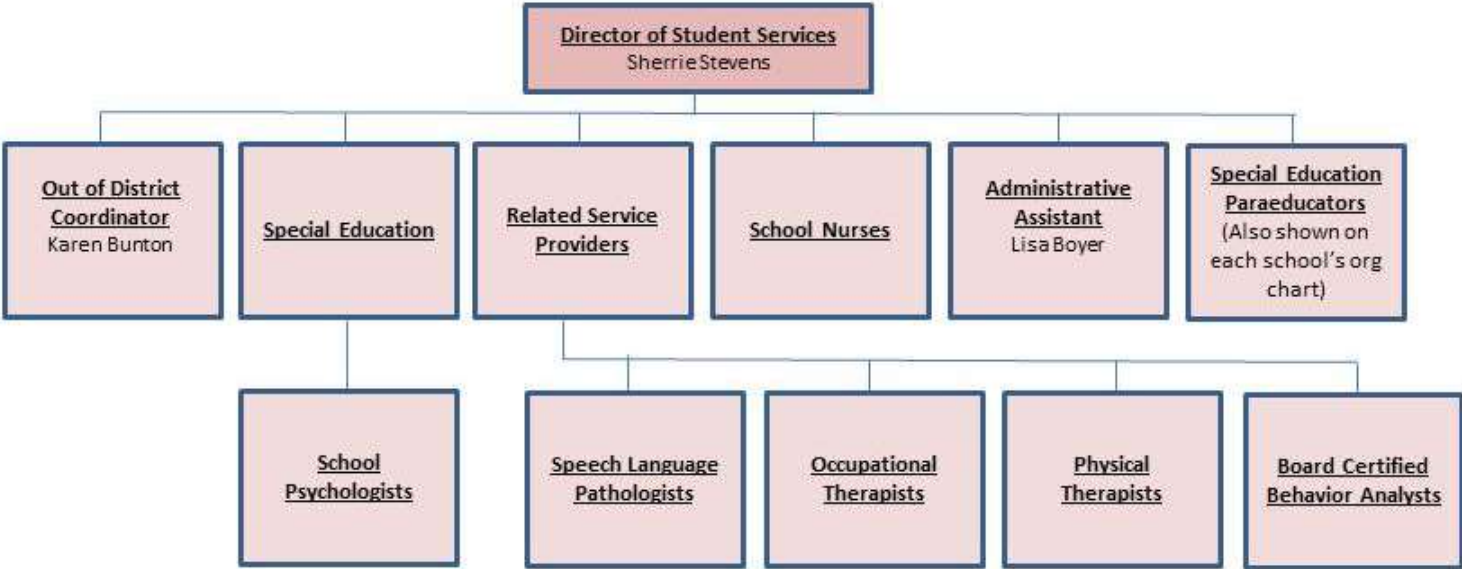 Director of Student Services
Sherrie Stevens
Out of District
Coordinator
Karen Bunton
Special Education
Related Service
Providers
School Nurses
Administrative
Assistant
Lisa Boyer
Special Education
Paraeducators
(Also shown on
each school's org
chart)
School
Psychologists
Speech Language
Pathologists
Occupational
Therapists
Physical
Therapists
Board Certified
Behavior Analysts